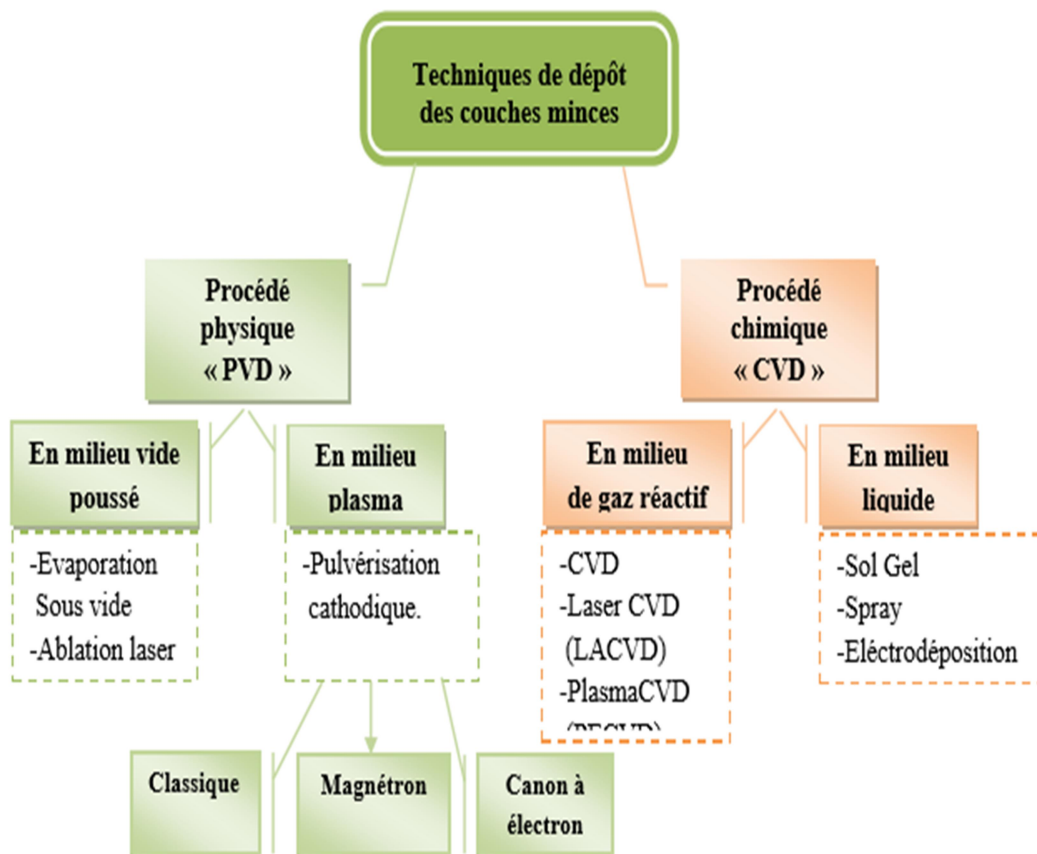 Techniques de dépôt
des couches minces
Procédé
physique
« PVD »
Procédé
chimique
« CVD »
En milieu vide
poussé
En milieu
plasma
En milieu
de gaz réactif
En milieu
liquide
-Evaporation
Sous vide
-Ablation laser
-Pulvérisation
cathodique.
-CVD
-Laser CVD
(LACVD)
-PlasmaCVD
-Sol Gel
-Spray
-Eléctrodéposition
Classique
Magnétron
Canon à
électron